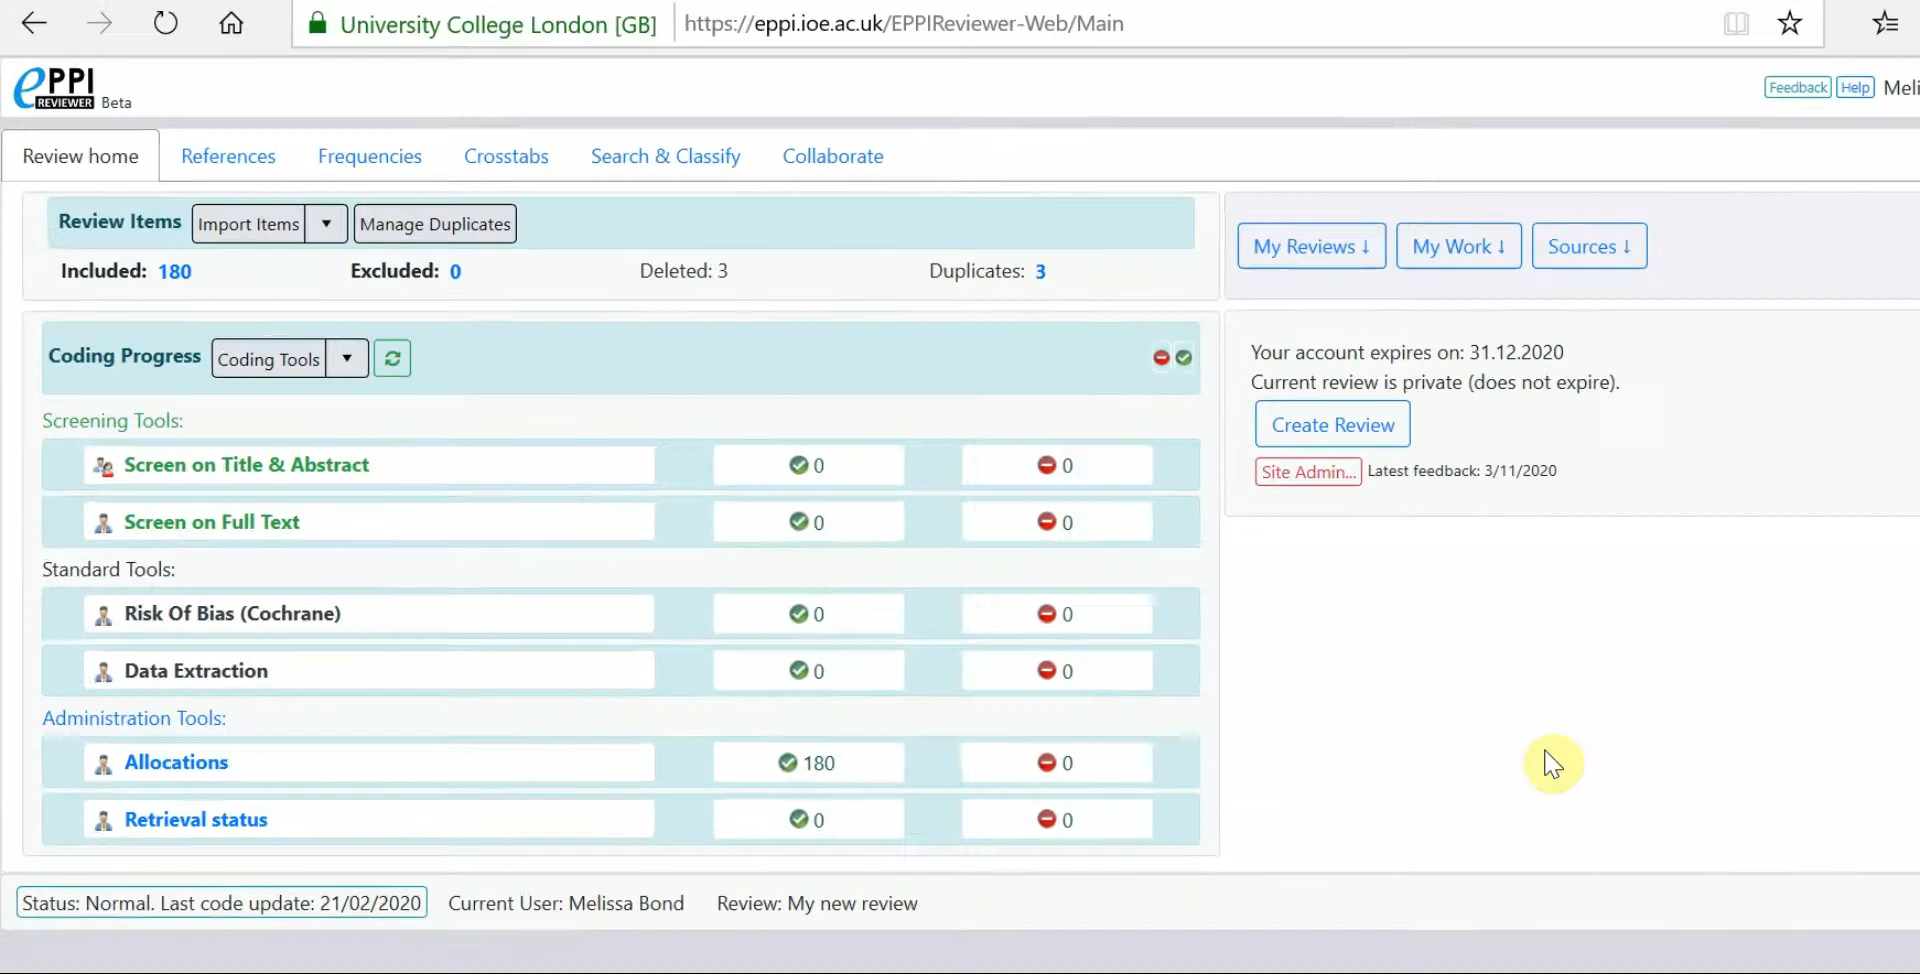 University College London [GB] https://eppi.ioe.ac.uk/EPPIReviewer-Web/Main
ePPI REVIEWER Beta
Feedback Help Meli
Review home References Frequencies Crosstabs Search & Classify Collaborate
Review Items Import Items Manage Duplicates
Included: 180 Excluded: 0 Deleted: 3 Duplicates: 3
My Reviews ↓ My Work ↓ Sources ↓
Coding Progress Coding Tools
Screening Tools:
Screen on Title & Abstract 0 0
Screen on Full Text 0 0
Standard Tools:
Risk Of Bias (Cochrane) 0 0
Data Extraction 0 0
Administration Tools:
Allocations 180 0
Retrieval status 0 0
Your account expires on: 31.12.2020
Current review is private (does not expire).
Create Review
Site Admin... Latest feedback: 3/11/2020
Status: Normal. Last code update: 21/02/2020 Current User: Melissa Bond Review: My new review